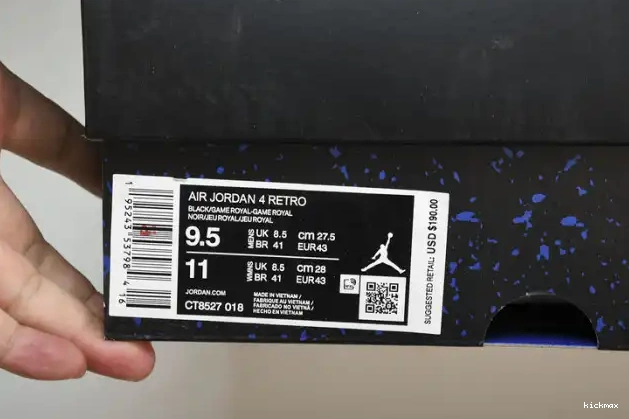 AIR JORDAN 4 RETRO
BLACK/GAME ROYAL-GAME ROYAL
NOIR/JEU ROYAL/JEU ROYAL
9.5 MENS UK 8.5 cm 27.5
BR 41 EUR 43
11 WMNS UK 8.5 cm 28
BR 41 EUR 43
JORDAN.COM
CT8527 018
MADE IN VIETNAM /
FABRIQUE AU VIETNAM /
FABRICADO NO VIETNÃ /
HECHO EN VIETNAM
SUGGESTED RETAIL: USD $190.00
kickmax